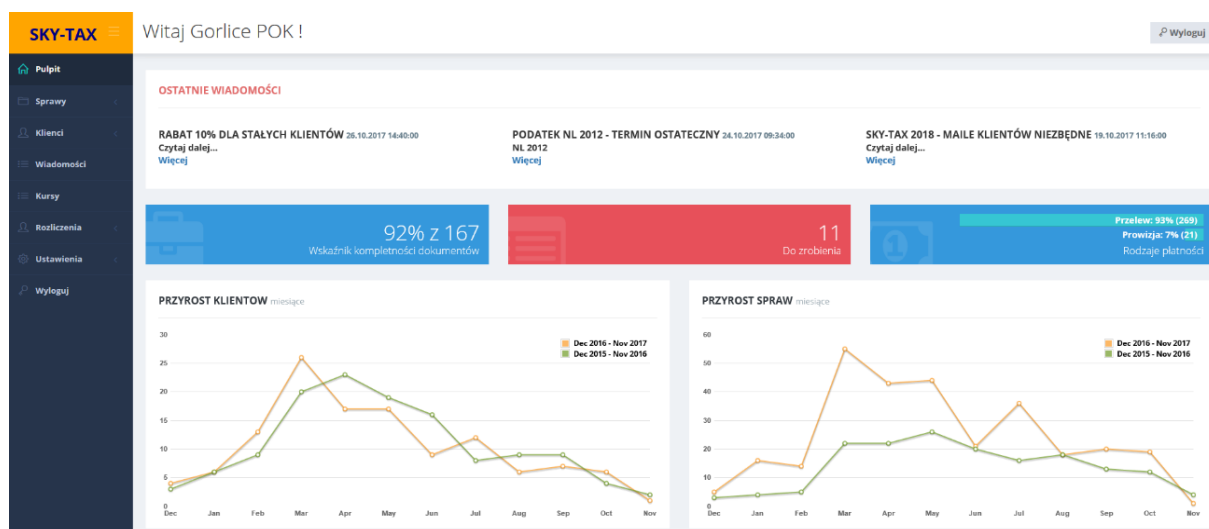 SKY-TAX
Witaj Gorlice POK !
Wyloguj
Pulpit
Sprawy
Klienci
Wiadomości
Kursy
Rozliczenia
Ustawienia
Wyloguj
OSTATNIE WIADOMOŚCI
RABAT 10% DLA STAŁYCH KLIENTÓW 26.10.2017 14:40:00
Czytaj dalej...
Więcej
PODATEK NL 2012 - TERMIN OSTATECZNY 24.10.2017 09:34:00
NL 2012
Więcej
SKY-TAX 2018 - MAILE KLIENTÓW NIEZBĘDNE 19.10.2017 11:16:00
Czytaj dalej...
Więcej
92% z 167
Wskaźnik kompletności dokumentów
11
Do zrobienia
Przelew: 93% (269)
Prowizja: 7% (21)
Rodzaje płatności
PRZYROST KLIENTOW miesiące
30
25
20
15
10
5
0
Dec 2016 - Nov 2017
Dec 2015 - Nov 2016
Dec Jan Feb Mar Apr May Jun Jul Aug Sep Oct Nov
PRZYROST SPRAW miesiące
60
50
40
30
20
10
0
Dec 2016 - Nov 2017
Dec 2015 - Nov 2016
Dec Jan Feb Mar Apr May Jun Jul Aug Sep Oct Nov